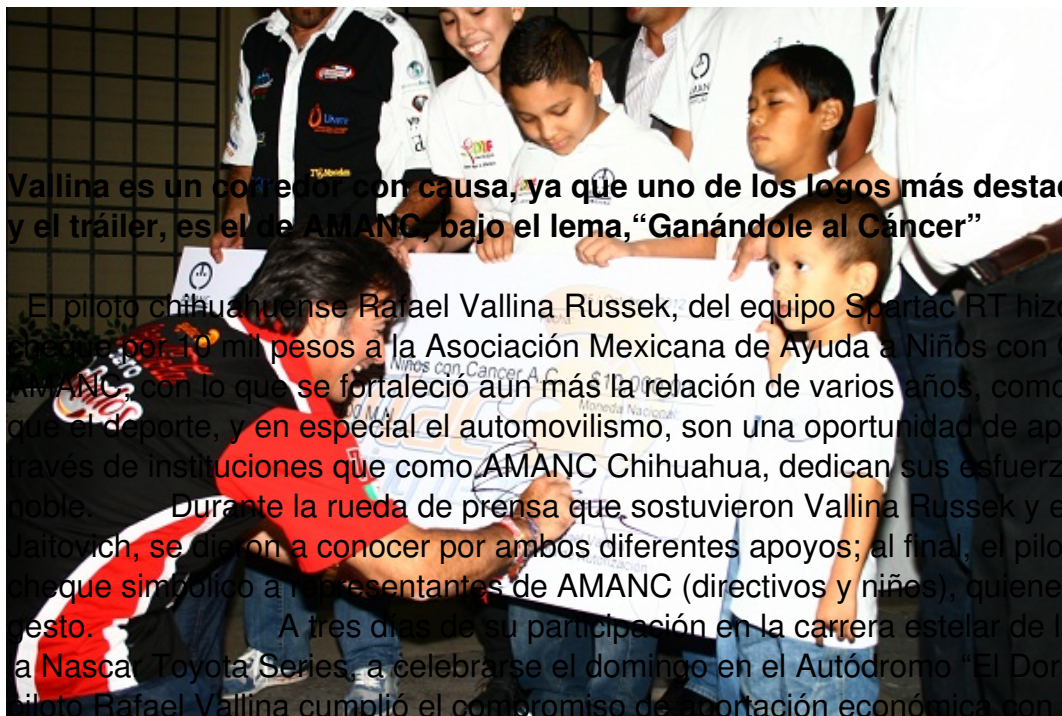 Vallina es un corredor con causa, ya que uno de los logos más destac
y el tráiler, es el de AMANC, bajo el lema,“Ganándole al Cáncer”
El piloto chihuahuense Rafael Vallina Russek, del equipo Spartac RT hizo
cheque por 10 mil pesos a la Asociación Mexicana de Ayuda a Niños con
AMANC, con lo que se fortaleció aun más la relación de varios años, como
que el deporte, y en especial el automovilismo, son una oportunidad de ap
través de instituciones que como AMANC Chihuahua, dedican sus esfuerz
noble. Durante la rueda de prensa que sostuvieron Vallina Russek y e
Jaitovich, se dieron a conocer por ambos diferentes apoyos; al final, el pilo
cheque simbólico a representantes de AMANC (directivos y niños), quiene
gesto. A tres días de su participación en la carrera estelar de l
a Nascar Toyota Series, a celebrarse el domingo en el Autódromo “El Dor
piloto Rafael Vallina cumplió el compromiso de aportación económica con
Niños con Cancer A.C.
Moneda Nacional